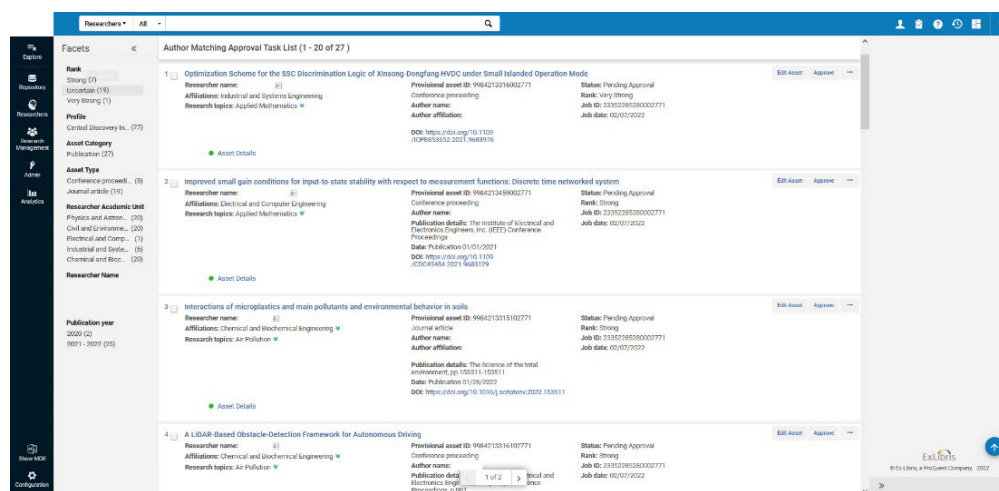 Researchers
All
Explore
Repository
Researchers
Research
Management
Admin
Analytics
Show MDE
Configuration
Facets «
Rank
Strong (7)
Uncertain (19)
Very Strong (1)
Profile
Central Discovery In... (27)
Asset Category
Publication (27)
Asset Type
Conference proceedi... (8)
Journal article (19)
Researcher Academic Unit
Physics and Astron... (20)
Civil and Environme... (20)
Electrical and Comp... (1)
Industrial and Syste... (6)
Chemical and Bioc... (20)
Researcher Name
Publication year
2020 (2)
2021 - 2022 (25)
Author Matching Approval Task List (1 - 20 of 27 )
1 Optimization Scheme for the SSC Discrimination Logic of Xinsong-Dongfang HVDC under Small Islanded Operation Mode
Edit Asset Approve
Researcher name:
Affiliations: Industrial and Systems Engineering
Research topics: Applied Mathematics
Provisional asset ID: 9984213316502771
Conference proceeding
Author name:
Author affiliation:
DOI: https://doi.org/10.1109
/ICPES53652.2021.9683976
Status: Pending Approval
Rank: Very Strong
Job ID: 23352285280002771
Job date: 02/07/2022
Asset Details
2 Improved small gain conditions for input-to-state stability with respect to measurement functions: Discrete time networked system
Edit Asset Approve
Researcher name:
Affiliations: Electrical and Computer Engineering
Research topics: Applied Mathematics
Provisional asset ID: 9984213459002771
Conference proceeding
Author name:
Publication details: The Institute of Electrical and
Electronics Engineers, Inc. (IEEE) Conference
Proceedings
Date: Publication 01/01/2021
DOI: https://doi.org/10.1109
/CDC45484.2021.9683129
Status: Pending Approval
Rank: Strong
Job ID: 23352285280002771
Job date: 02/07/2022
Asset Details
3 Interactions of microplastics and main pollutants and environmental behavior in soils
Edit Asset Approve
Researcher name:
Affiliations: Chemical and Biochemical Engineering
Research topics: Air Pollution
Provisional asset ID: 9984213315102771
Journal article
Author name:
Author affiliation:
Publication details: The Science of the total
environment, pp.153511-153511
Date: Publication 01/28/2022
DOI: https://doi.org/10.1016/j.scitotenv.2022.153511
Status: Pending Approval
Rank: Strong
Job ID: 23352285280002771
Job date: 02/07/2022
Asset Details
4 A LiDAR-Based Obstacle-Detection Framework for Autonomous Driving
Edit Asset Approve
Researcher name:
Affiliations: Chemical and Biochemical Engineering
Research topics: Air Pollution
Provisional asset ID: 9984213316102771
Conference proceeding
Author name:
Publication
Electronics
Status: Pending Approval
Rank: Strong
Job ID: 23352285280002771
Job date: 02/07/2022
1 of 2
ExLibris
© Ex Libris, a ProQuest Company, 2022
»